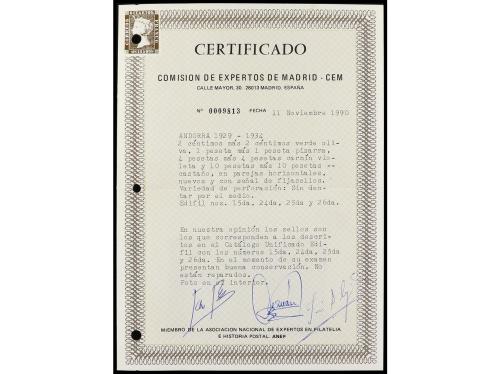 CERTIFICADO
COMISION DE EXPERTOS DE MADRID - CEM
CALLE MAYOR, 30. 28013 MADRID. ESPAÑA
Nº 0009813 FECHA 11 Noviembre 1990
ANDORRA 1929 - 1934
2 céntimos más 2 céntimos verde oli-
va, 1 peseta más 1 peseta pizarra,
4 pesetas más 4 pesetas carmín vio-
leta y 10 pesetas más 10 pesetas --
castaño, en parejas horizontales,
nuevos y con señal de fijasellos.
Variedad de perforación: Sin den-
tar por el medio.
Edifil nos. 15da, 24da, 25da y 26da.
En nuestra opinión los sellos son
los que corresponden a los descri-
tos en el Catálogo Unificado Edi-
fil con los números 15da, 24da, 25da
y 26da. En el momento de su examen
presentan buena conservación. No
están reparados.
Foto en el interior.
MIEMBRO DE LA ASOCIACION NACIONAL DE EXPERTOS EN FILATELIA
E HISTORIA POSTAL. ANEF